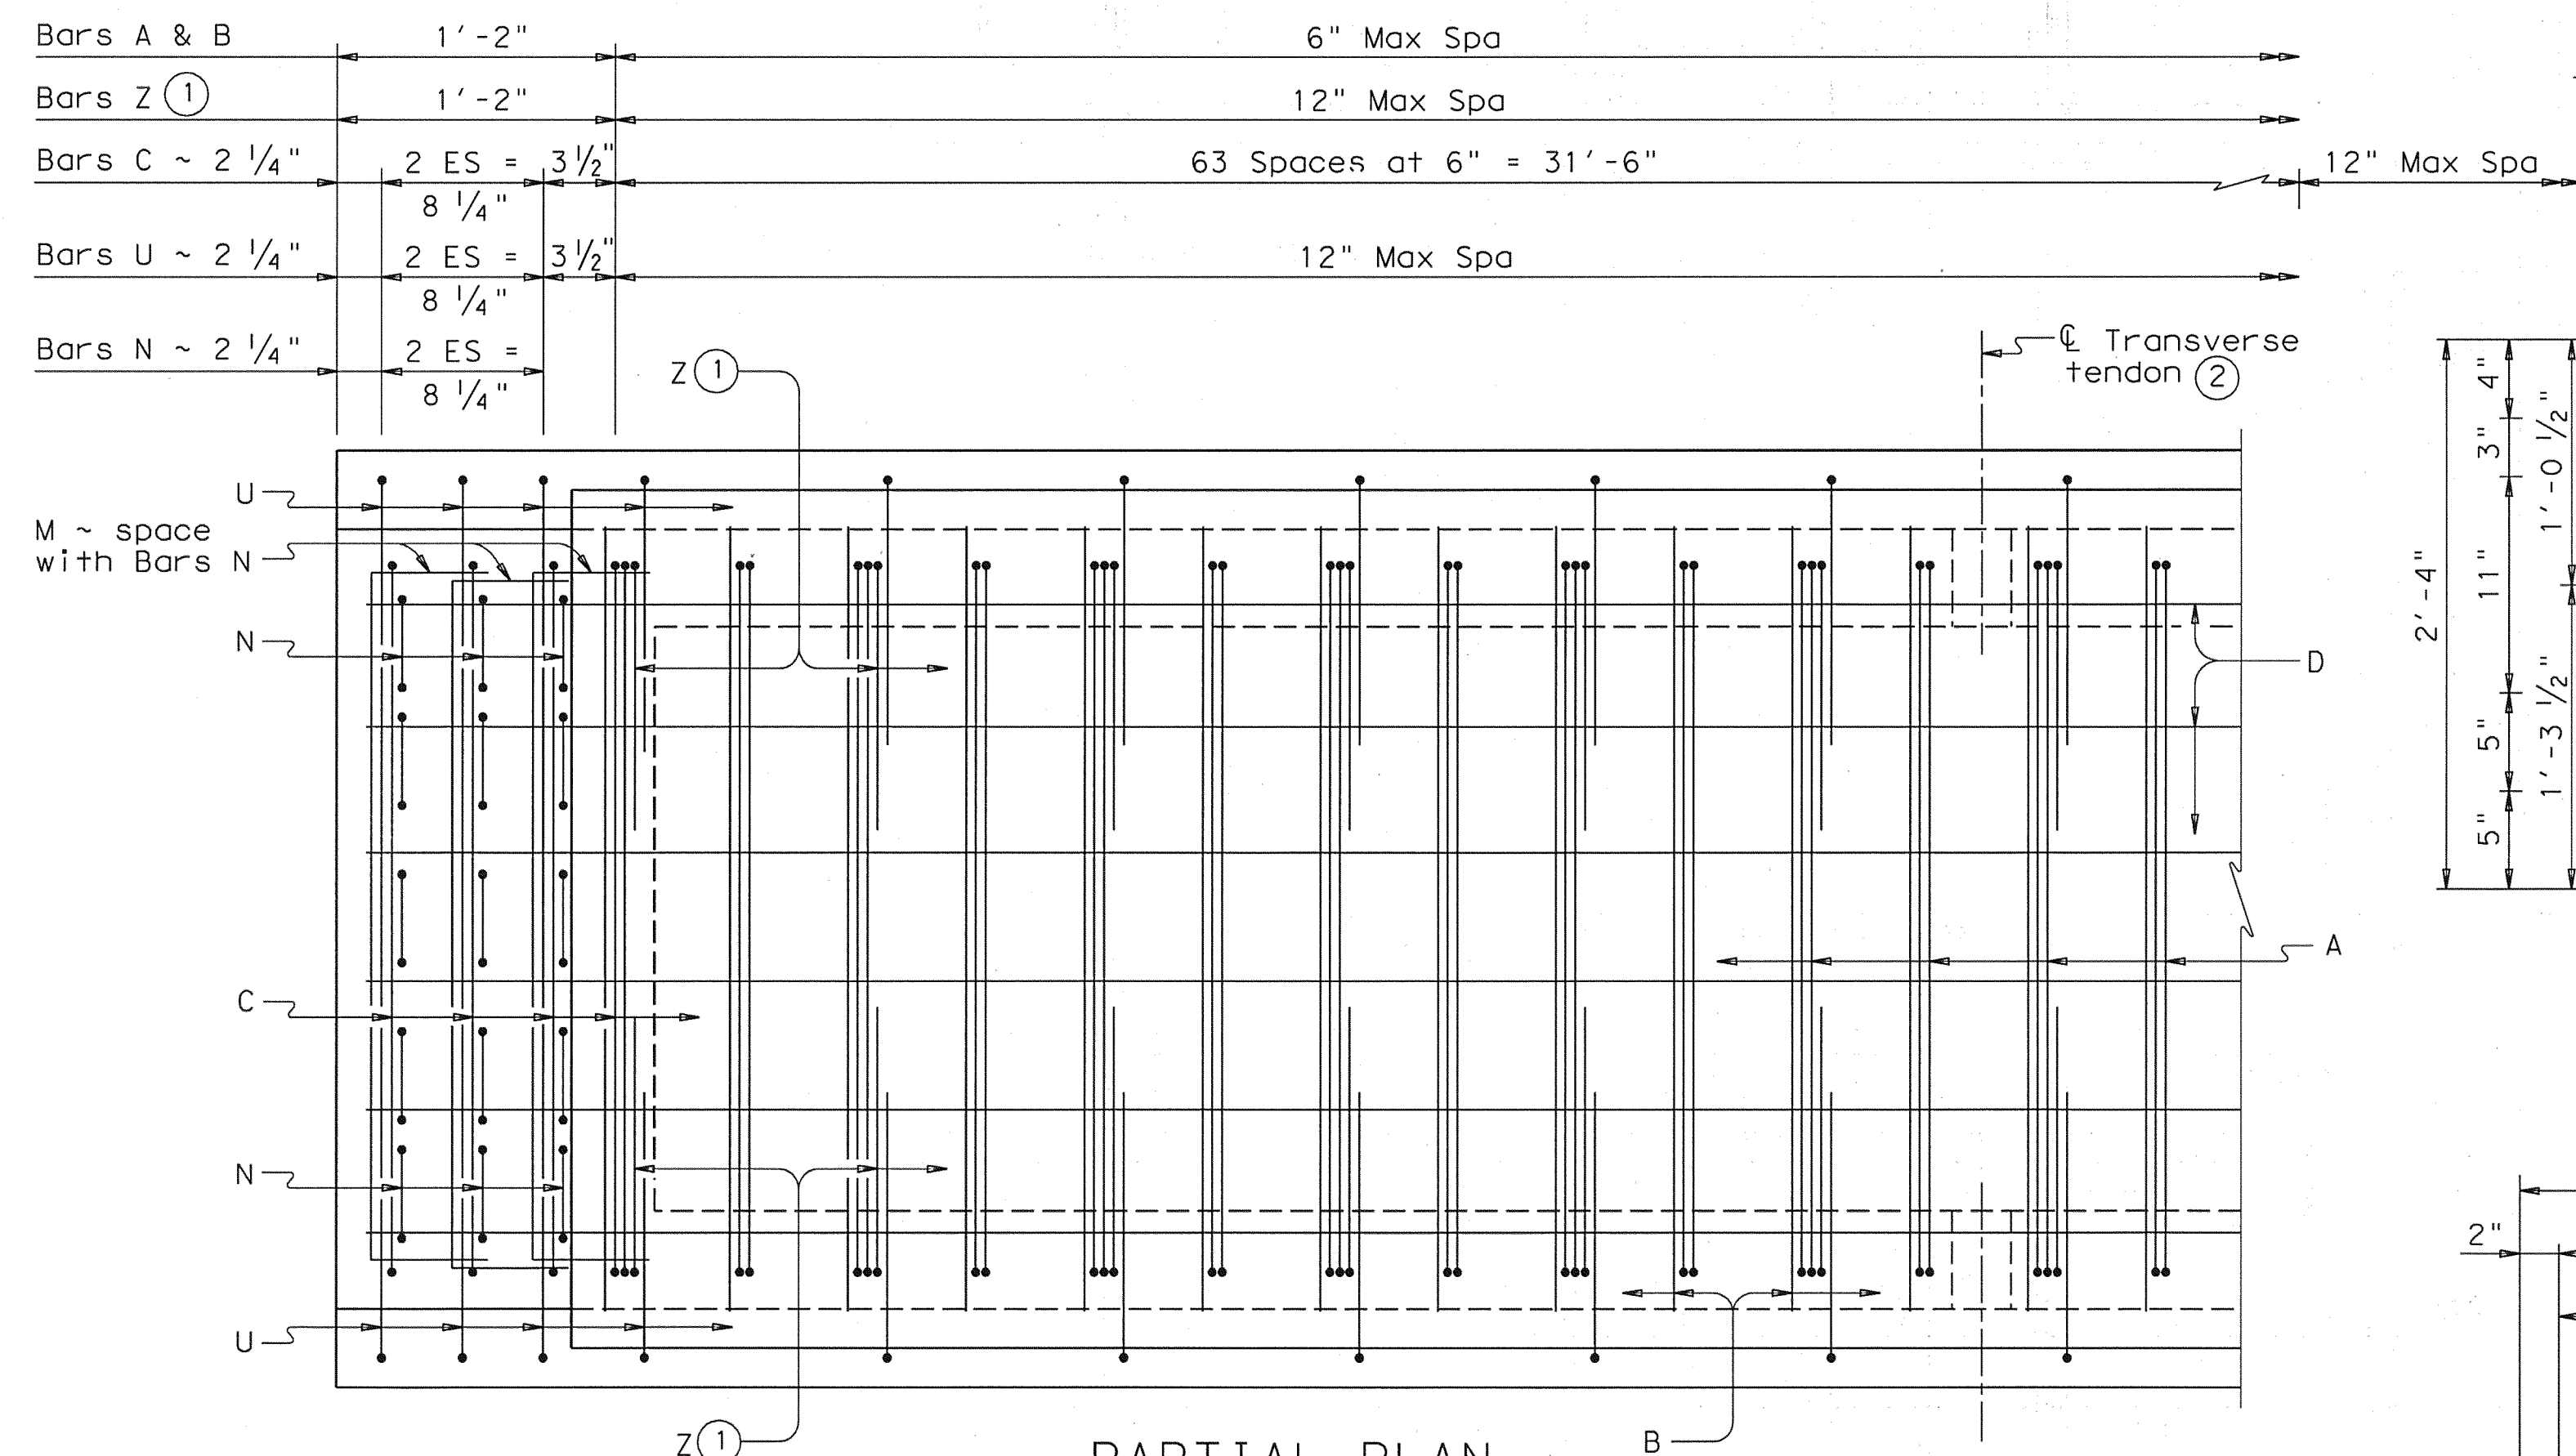 Bars A & B 1'-2" 6" Max Spa
Bars Z 1 1'-2" 12" Max Spa
Bars C ~ 2 1/4" 2 ES = 3 1/2" 63 Spaces at 6" = 31'-6" 12" Max Spa
8 1/4"
Bars U ~ 2 1/4" 2 ES = 3 1/2" 12" Max Spa
8 1/4"
Bars N ~ 2 1/4" 2 ES =
8 1/4"
Z 1
℄ Transverse
tendon 2
U
M ~ space
with Bars N
N
C
N
U
Z 1
D
A
B
2'-4"
4"
3"
11"
5"
5"
1'-0 1/2"
1'-3 1/2"
2"
PARTIAL PLAN